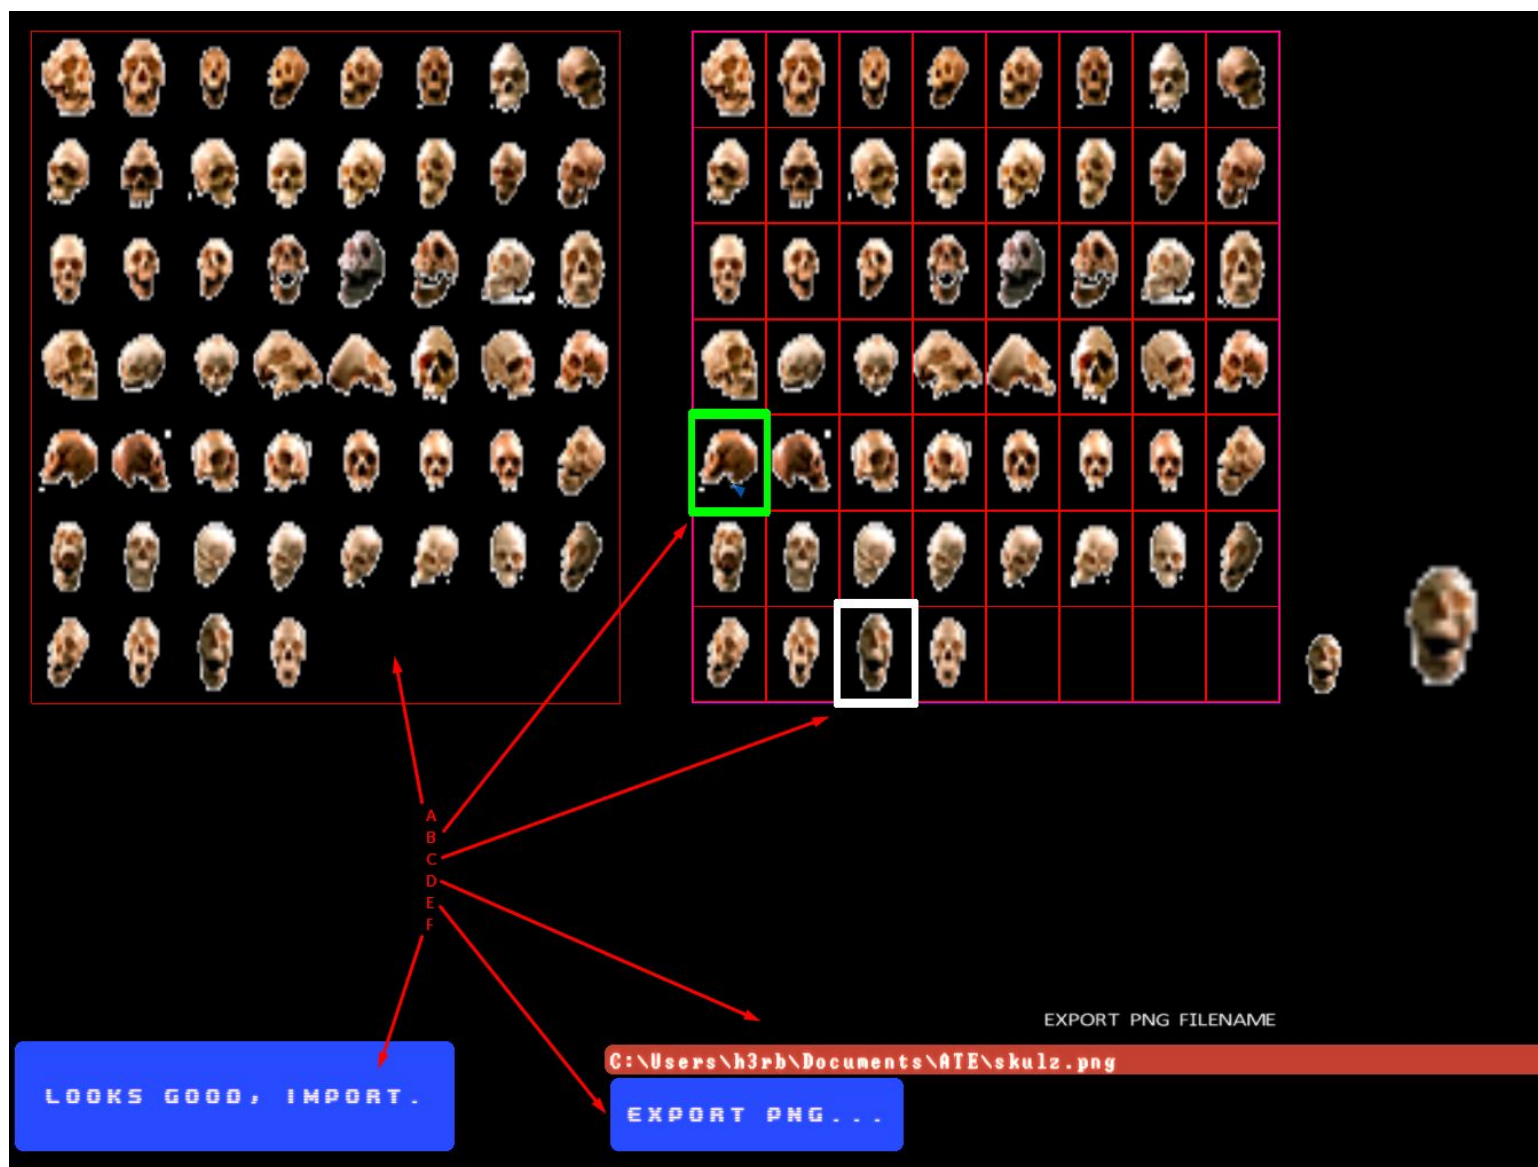 A
B
C
D
E
F
EXPORT PNG FILENAME
C:\Users\h3rb\Documents\ATE\skulz.png
LOOKS GOOD, IMPORT.
EXPORT PNG...